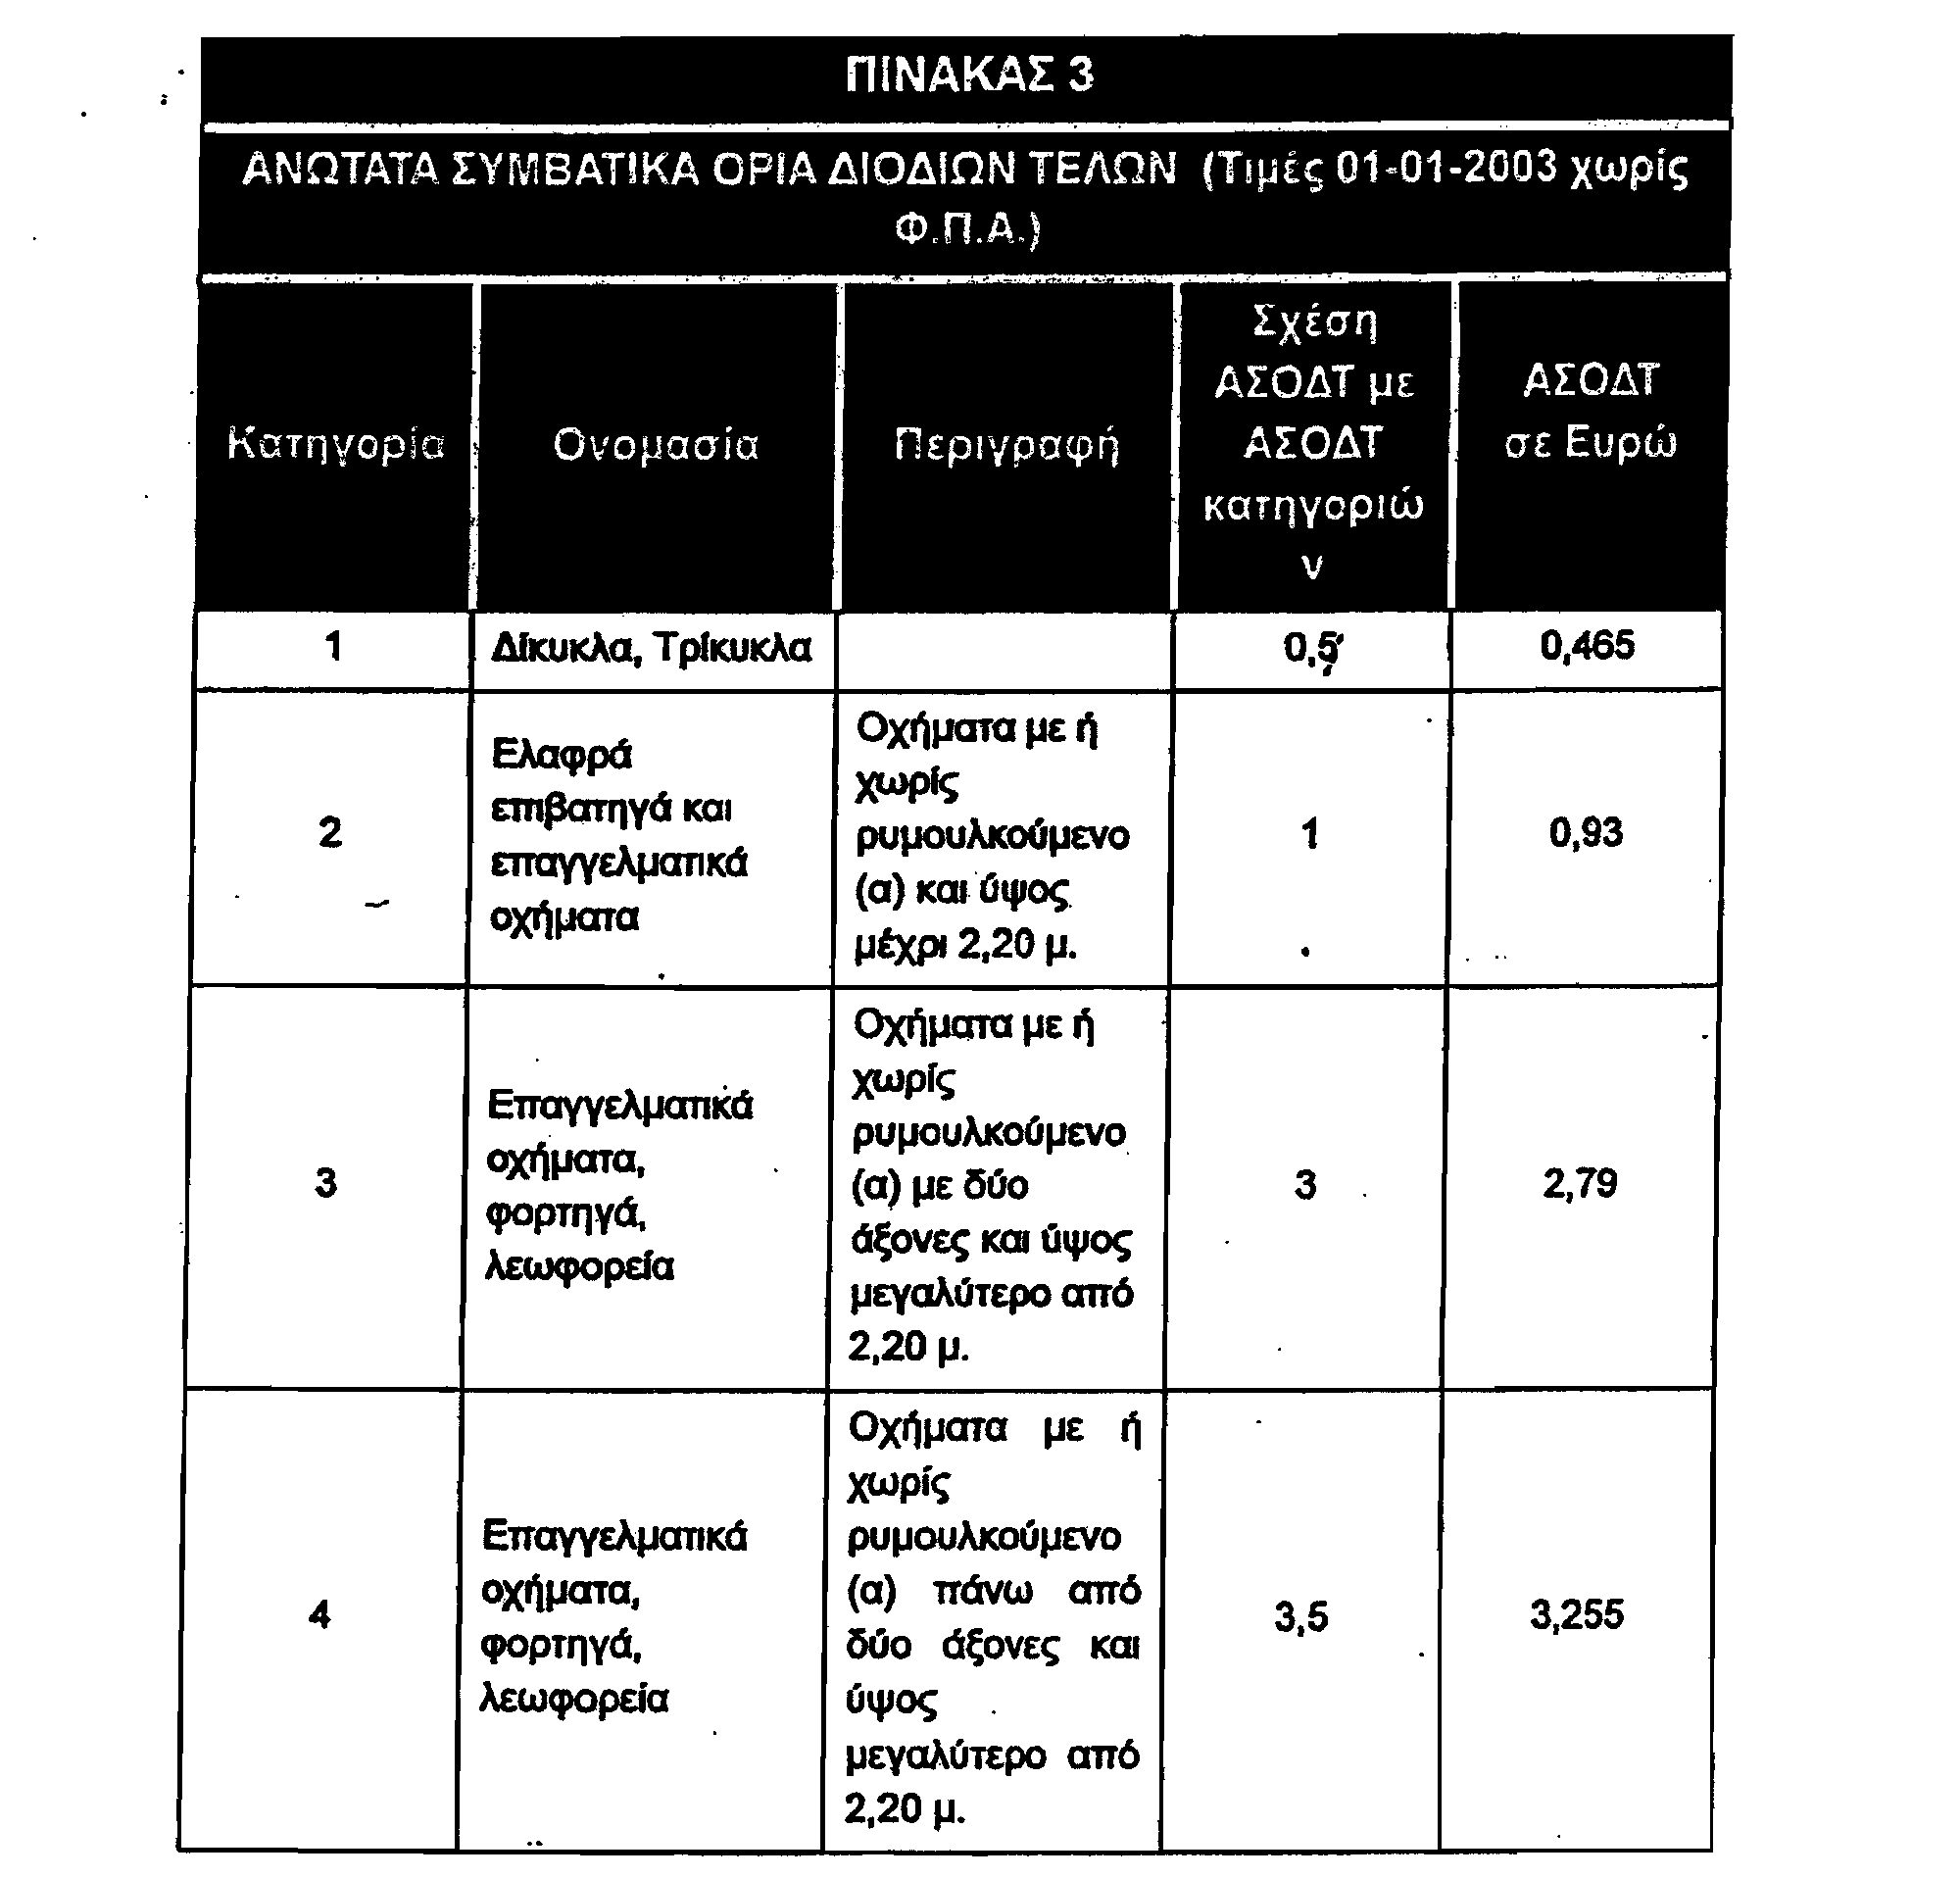 ΠΙΝΑΚΑΣ 3
ΑΝΩΤΑΤΑ ΣΥΜΒΑΤΙΚΑ ΟΡΙΑ ΔΙΟΔΙΩΝ ΤΕΛΩΝ (Τιμές 01-01-2003 χωρίς
Φ.Π.Α.)
Κατηγορία
Ονομασία
Περιγραφή
Σχέση
ΑΣΟΔΤ με
ΑΣΟΔΤ
κατηγοριώ
ν
ΑΣΟΔΤ
σε Ευρώ
1
Δίκυκλα, Τρίκυκλα
0,5
0,465
2
Ελαφρά
επιβατηγά και
επαγγελματικά
οχήματα
Οχήματα με ή
χωρίς
ρυμουλκούμενο
(α) και ύψος
μέχρι 2,20 μ.
1
0,93
3
Επαγγελματικά
οχήματα,
φορτηγά,
λεωφορεία
Οχήματα με ή
χωρίς
ρυμουλκούμενο
(α) με δύο
άξονες και ύψος
μεγαλύτερο από
2,20 μ.
3
2,79
4
Επαγγελματικά
οχήματα,
φορτηγά,
λεωφορεία
Οχήματα με ή
χωρίς
ρυμουλκούμενο
(α) πάνω από
δύο άξονες και
ύψος
μεγαλύτερο από
2,20 μ.
3,5
3,255